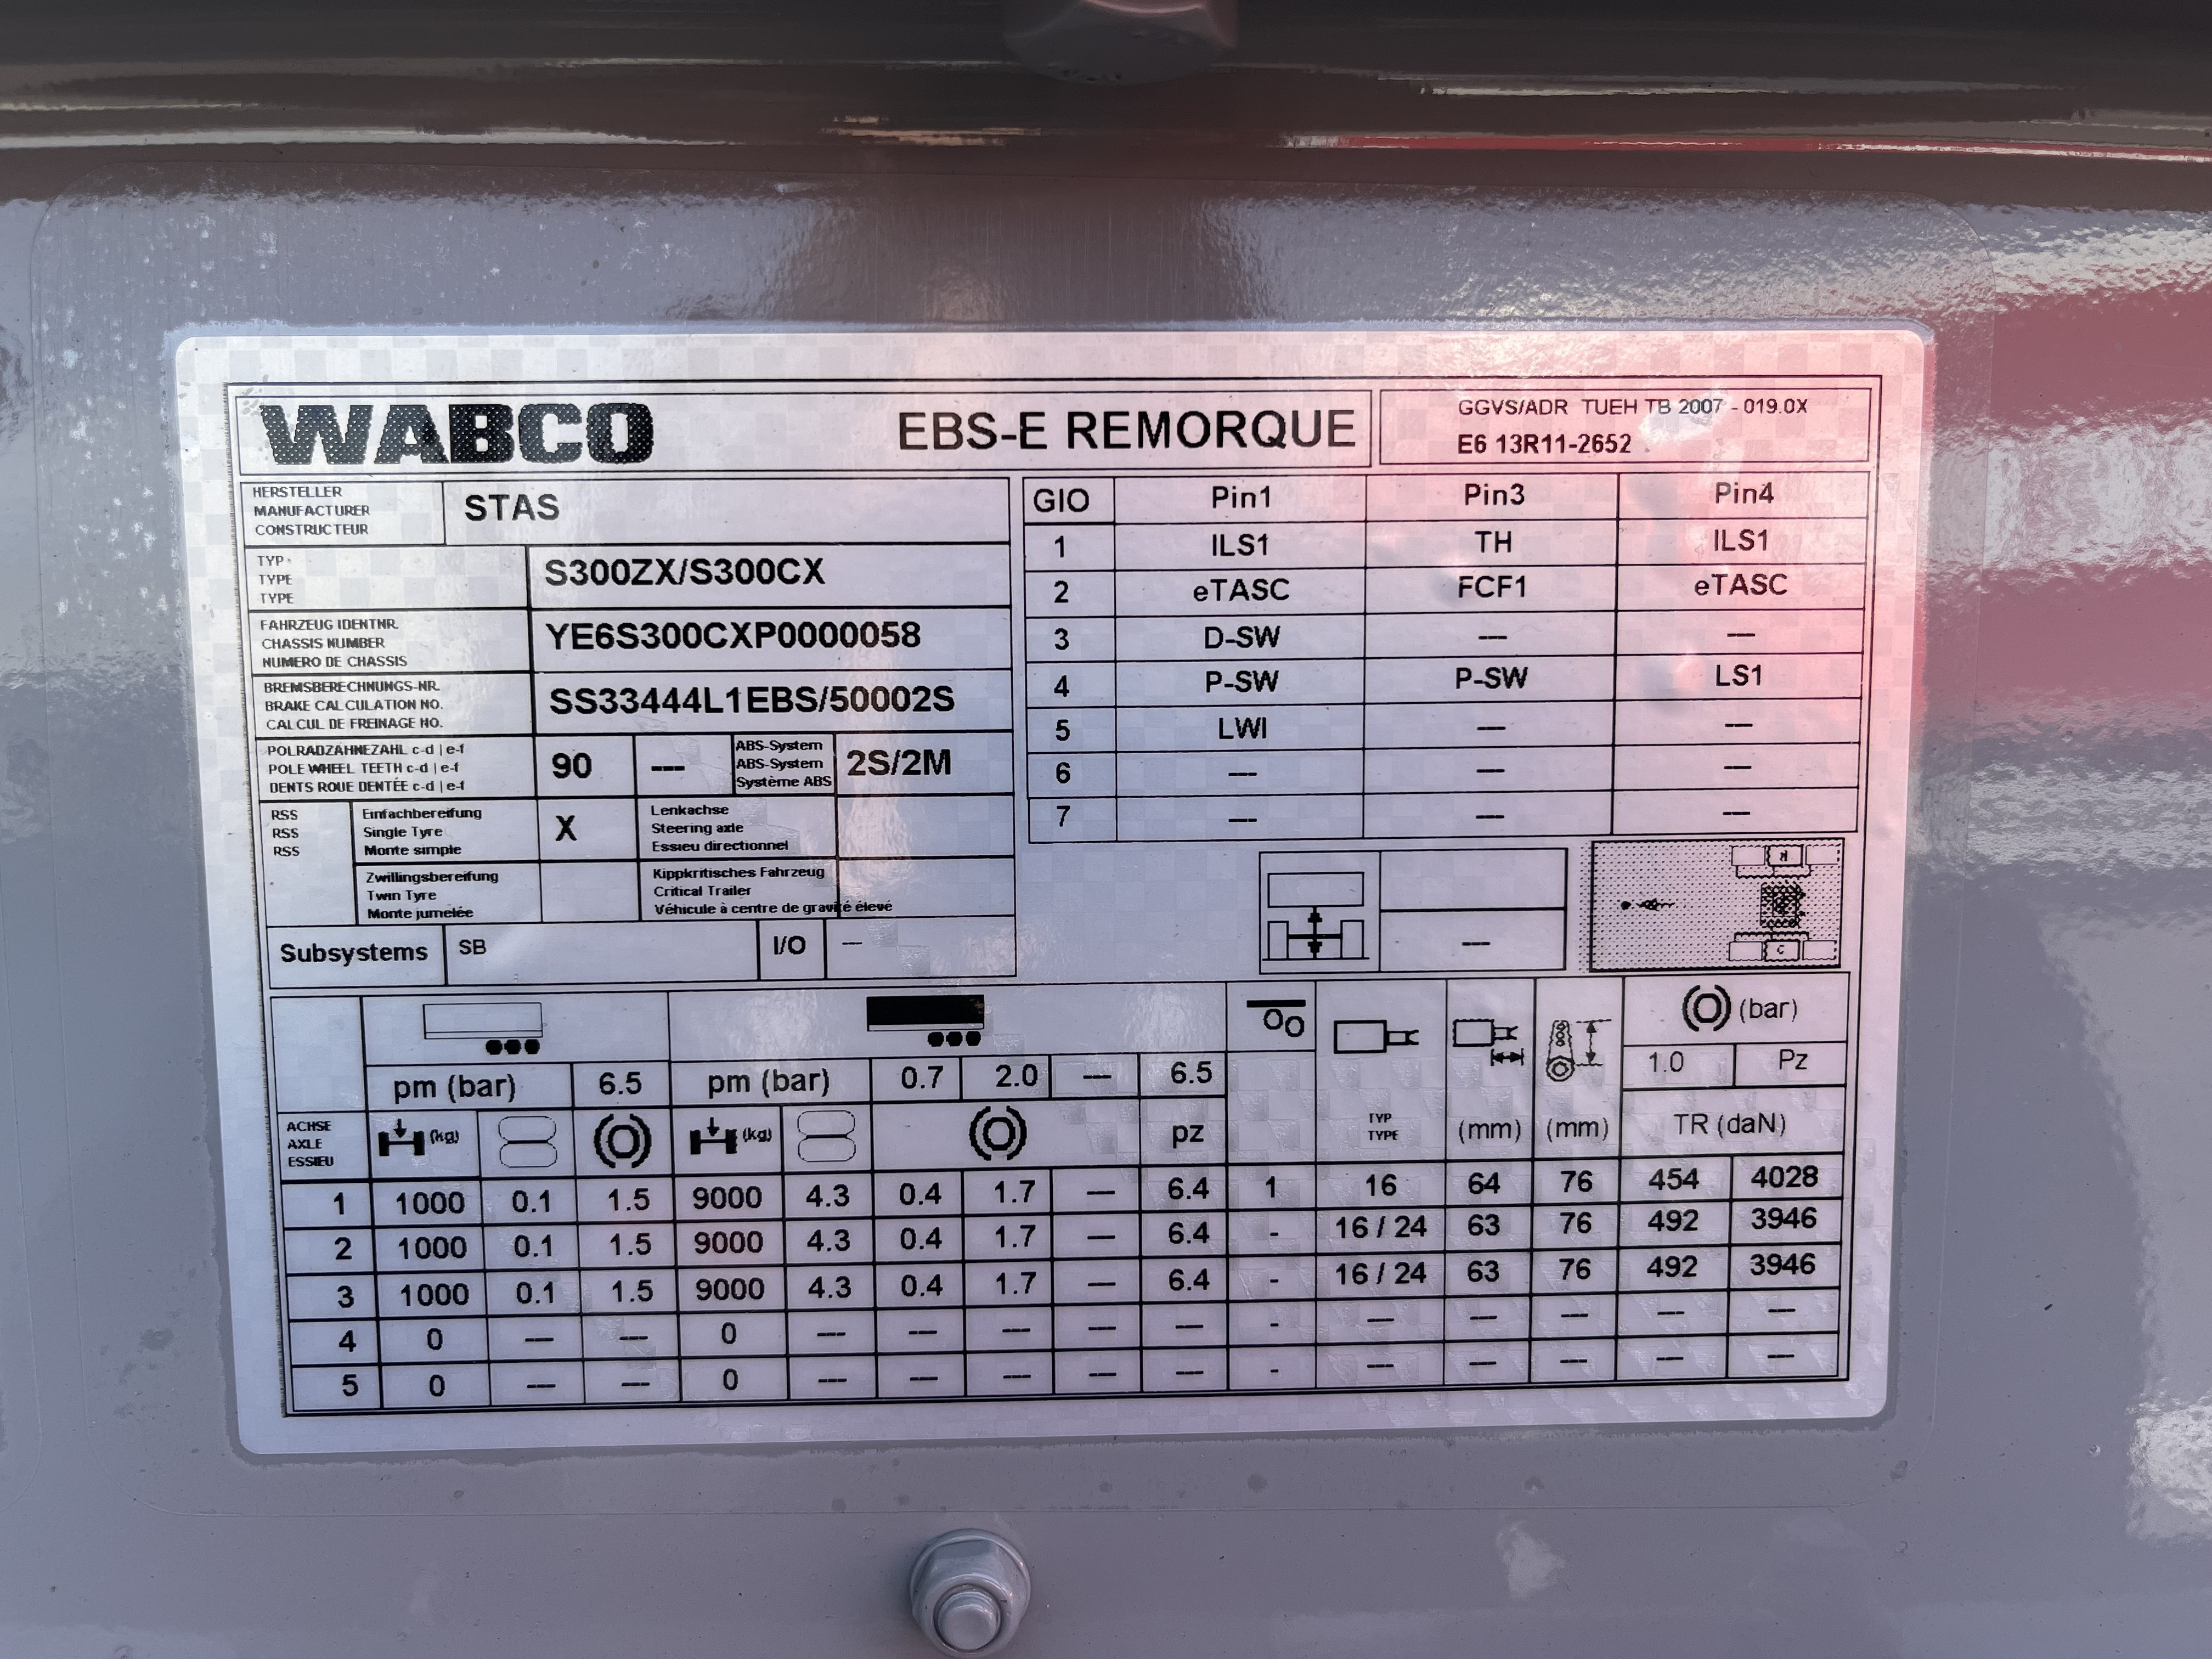 WABCO EBS-E REMORQUE
GGVS/ADR TUEH TB 2007 - 019.0X
E6 13R11-2652
HERSTELLER
MANUFACTURER
CONSTRUCTEUR
STAS
TYP
TYPE
TYPE
S300ZX/S300CX
FAHRZEUG IDENTNR.
CHASSIS NUMBER
NUMERO DE CHASSIS
YE6S300CXP0000058
BREMSBERECHNUNGS-NR.
BRAKE CALCULATION NO.
CALCUL DE FREINAGE NO.
SS33444L1EBS/50002S
POLRADZÄHNEZAHL c-d | e-f
POLE WHEEL TEETH c-d | e-f
DENTS ROUE DENTÉE c-d | e-f
90 ---
ABS-System
ABS-System
Système ABS
2S/2M
RSS
RSS
RSS
Einfachbereifung
Single Tyre
Monte simple
X
Lenkachse
Steering axle
Essieu directionnel
Zwillingsbereifung
Twin Tyre
Monte jumelée
Kippkritisches Fahrzeug
Critical Trailer
Véhicule à centre de gravité élevé
Subsystems SB I/O ---
GIO Pin1 Pin3 Pin4
1 ILS1 TH ILS1
2 eTASC FCF1 eTASC
3 D-SW --- ---
4 P-SW P-SW LS1
5 LWI --- ---
6 --- --- ---
7 --- --- ---
---
(bar)
pm (bar) 6.5 pm (bar) 0.7 2.0 --- 6.5 1.0 Pz
ACHSE
AXLE
ESSIEU
(kg) (kg) pz
TYP
TYPE
(mm) (mm) TR (daN)
1 1000 0.1 1.5 9000 4.3 0.4 1.7 --- 6.4 1 16 64 76 454 4028
2 1000 0.1 1.5 9000 4.3 0.4 1.7 --- 6.4 - 16 / 24 63 76 492 3946
3 1000 0.1 1.5 9000 4.3 0.4 1.7 --- 6.4 - 16 / 24 63 76 492 3946
4 0 --- --- 0 --- --- --- --- --- - --- --- --- --- ---
5 0 --- --- 0 --- --- --- --- --- - --- --- --- --- ---